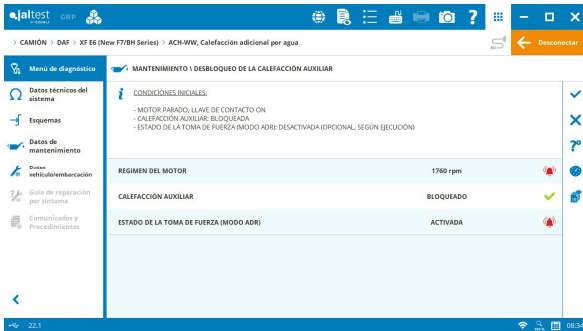 jaltest GRP
by COJALI
?
CAMIÓN > DAF > XF E6 (New F7/BH Series) > ACH-WW, Calefacción adicional por agua
Desconectar
Menú de diagnóstico
MANTENIMIENTO \ DESBLOQUEO DE LA CALEFACCIÓN AUXILIAR
Datos técnicos del
sistema
Esquemas
Datos de
mantenimiento
Datos
vehículo/embarcación
Guía de reparación
por síntoma
Comunicados y
Procedimientos
CONDICIONES INICIALES:
- MOTOR PARADO, LLAVE DE CONTACTO ON
- CALEFACCIÓN AUXILIAR: BLOQUEADA
- ESTADO DE LA TOMA DE FUERZA (MODO ADR): DESACTIVADA (OPCIONAL, SEGÚN EJECUCIÓN)
REGIMEN DEL MOTOR 1760 rpm
CALEFACCIÓN AUXILIAR BLOQUEADO
ESTADO DE LA TOMA DE FUERZA (MODO ADR) ACTIVADA
22.1
100%
08:34